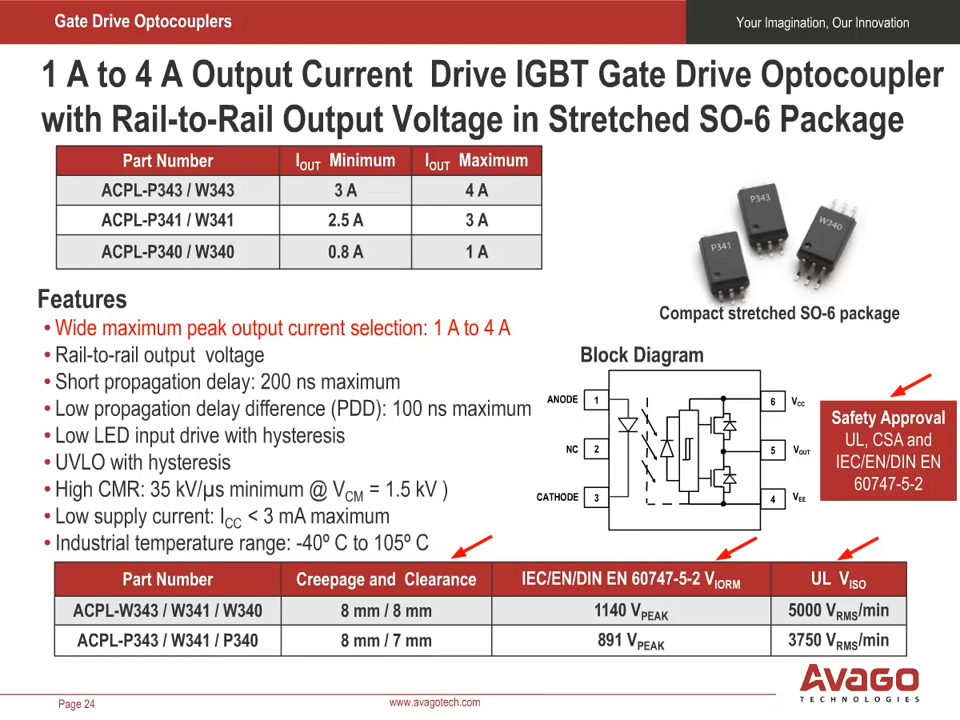 Gate Drive Optocouplers
Your Imagination, Our Innovation
1 A to 4 A Output Current Drive IGBT Gate Drive Optocoupler
with Rail-to-Rail Output Voltage in Stretched SO-6 Package
Part Number IOUT Minimum IOUT Maximum
ACPL-P343 / W343 3 A 4 A
ACPL-P341 / W341 2.5 A 3 A
ACPL-P340 / W340 0.8 A 1 A
P343
W340
P341
Compact stretched SO-6 package
Features
• Wide maximum peak output current selection: 1 A to 4 A
• Rail-to-rail output voltage
• Short propagation delay: 200 ns maximum
• Low propagation delay difference (PDD): 100 ns maximum
• Low LED input drive with hysteresis
• UVLO with hysteresis
• High CMR: 35 kV/µs minimum @ VCM = 1.5 kV )
• Low supply current: ICC < 3 mA maximum
• Industrial temperature range: -40º C to 105º C
Block Diagram
ANODE 1 6 VCC
NC 2 5 VOUT
CATHODE 3 4 VEE
Safety Approval
UL, CSA and
IEC/EN/DIN EN
60747-5-2
Part Number Creepage and Clearance IEC/EN/DIN EN 60747-5-2 VIORM UL VISO
ACPL-W343 / W341 / W340 8 mm / 8 mm 1140 VPEAK 5000 VRMS/min
ACPL-P343 / W341 / P340 8 mm / 7 mm 891 VPEAK 3750 VRMS/min
Page 24
www.avagotech.com
Avago
TECHNOLOGIES